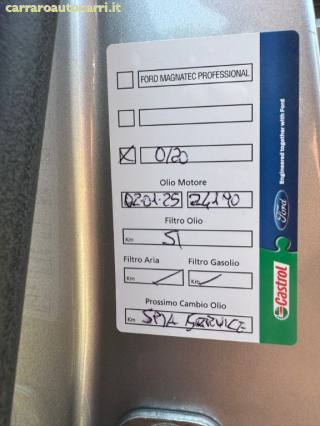 carraroautocarri.it
FORD MAGNATEC PROFESSIONAL
0/20
Olio Motore
02.01.25 24190
Filtro Olio
Km SI
Filtro Aria Filtro Gasolio
Km Km
Prossimo Cambio Olio
Km SPIA SERVICE
Castrol
Ford
Engineered together with Ford